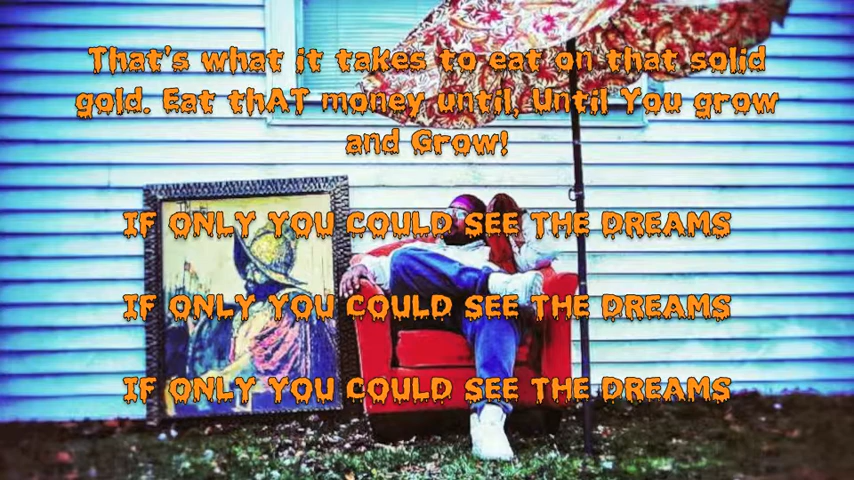 That's what it takes to eat on that solid
gold. Eat thAT money until, Until You grow
and Grow!
IF ONLY YOU COULD SEE THE DREAMS
IF ONLY YOU COULD SEE THE DREAMS
IF ONLY YOU COULD SEE THE DREAMS